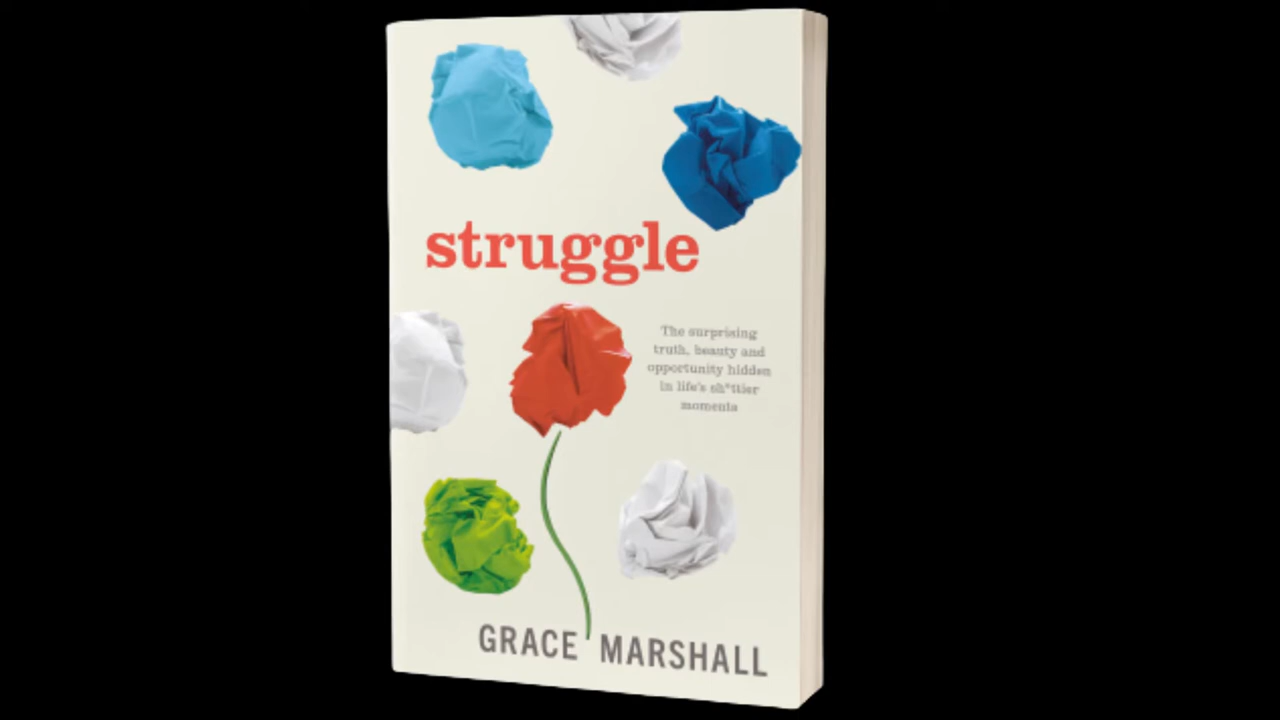 struggle
The surprising
truth, beauty and
opportunity hidden
in life's sh*ttier
moments
GRACE MARSHALL